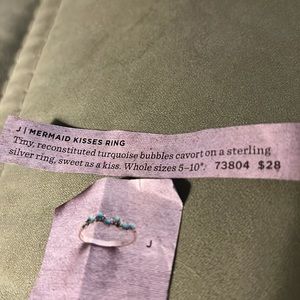 J | MERMAID KISSES RING
Tiny, reconstituted turquoise bubbles cavort on a sterling
silver ring, sweet as a kiss. Whole sizes 5–10*. 73804 $28
J